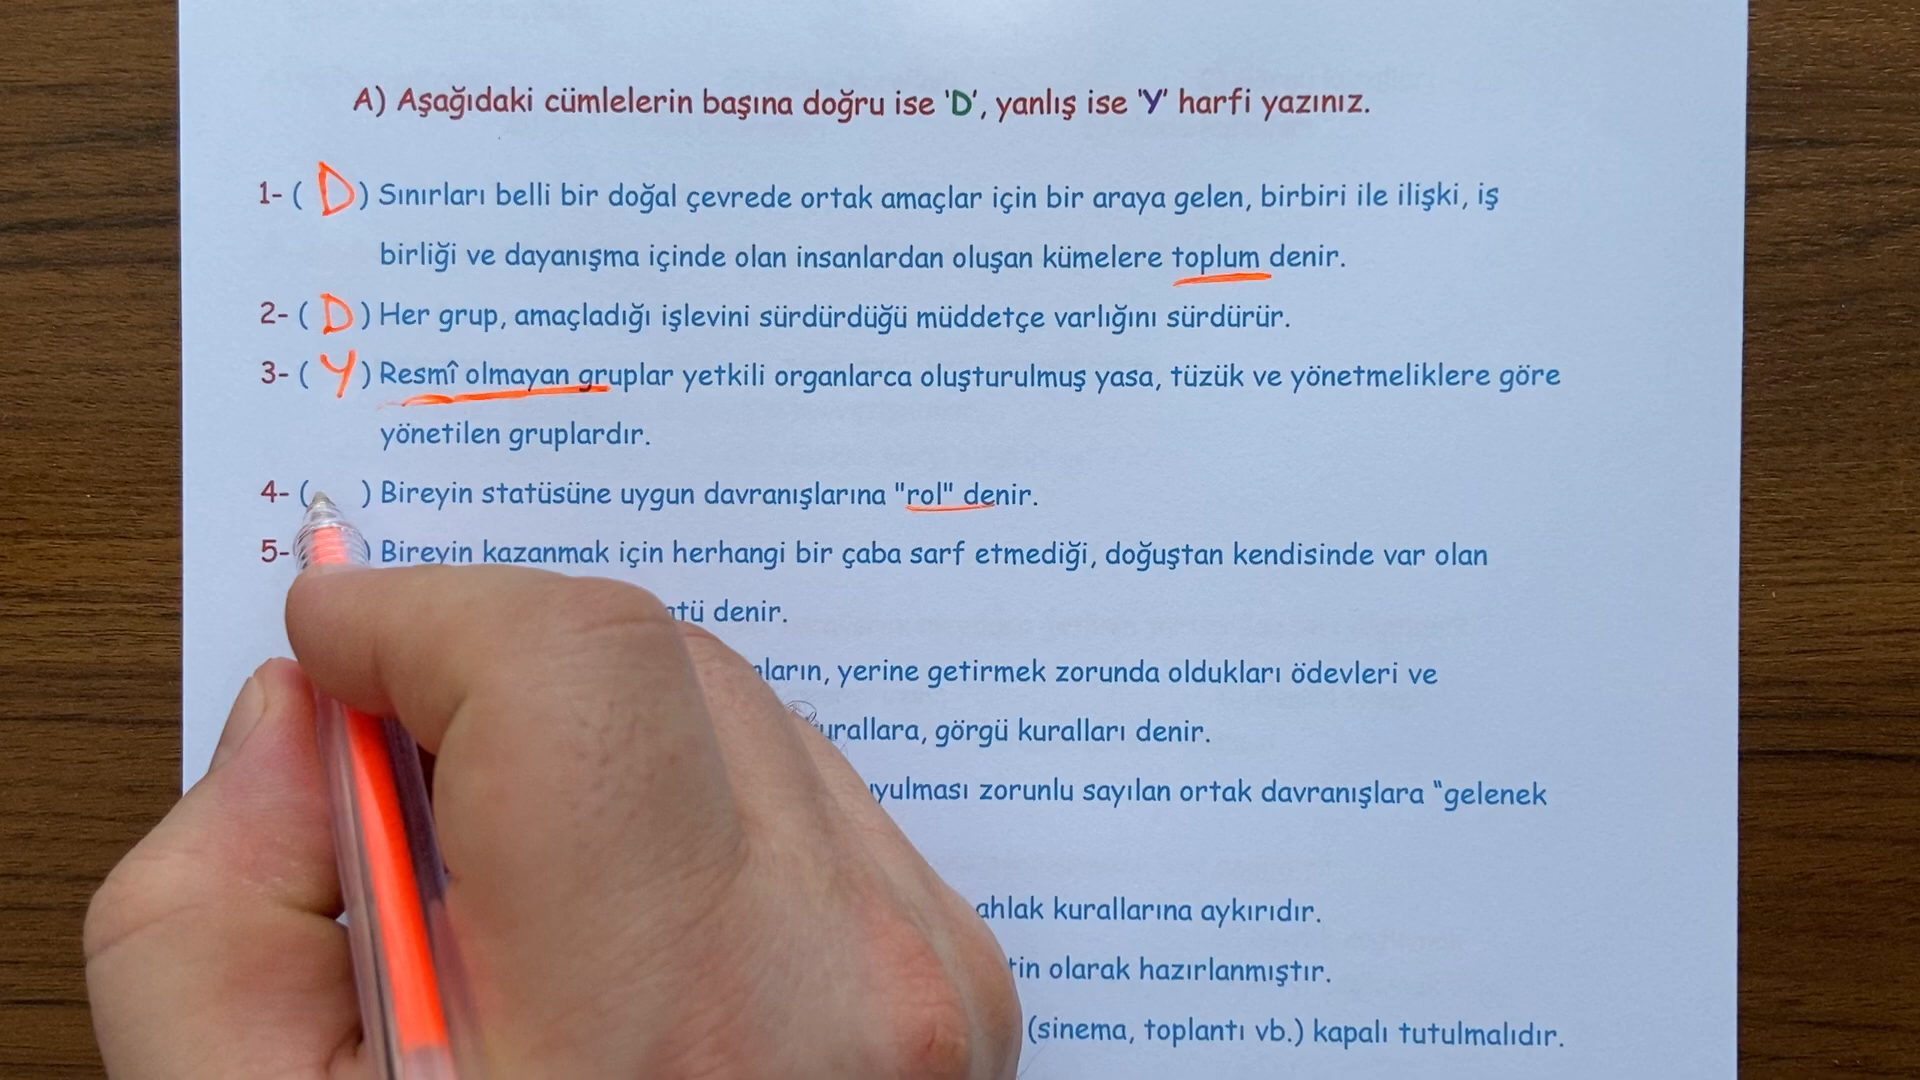 A) Aşağıdaki cümlelerin başına doğru ise 'D', yanlış ise 'Y' harfi yazınız.
1- ( D ) Sınırları belli bir doğal çevrede ortak amaçlar için bir araya gelen, birbiri ile ilişki, iş
birliği ve dayanışma içinde olan insanlardan oluşan kümelere toplum denir.
2- ( D ) Her grup, amaçladığı işlevini sürdürdüğü müddetçe varlığını sürdürür.
3- ( Y ) Resmî olmayan gruplar yetkili organlarca oluşturulmuş yasa, tüzük ve yönetmeliklere göre
yönetilen gruplardır.
4- ( ) Bireyin statüsüne uygun davranışlarına "rol" denir.
5- ) Bireyin kazanmak için herhangi bir çaba sarf etmediği, doğuştan kendisinde var olan
denir.
yerine getirmek zorunda oldukları ödevleri ve
görgü kuralları denir.
zorunlu sayılan ortak davranışlara “gelenek
ahlak kurallarına aykırıdır.
olarak hazırlanmıştır.
(sinema, toplantı vb.) kapalı tutulmalıdır.